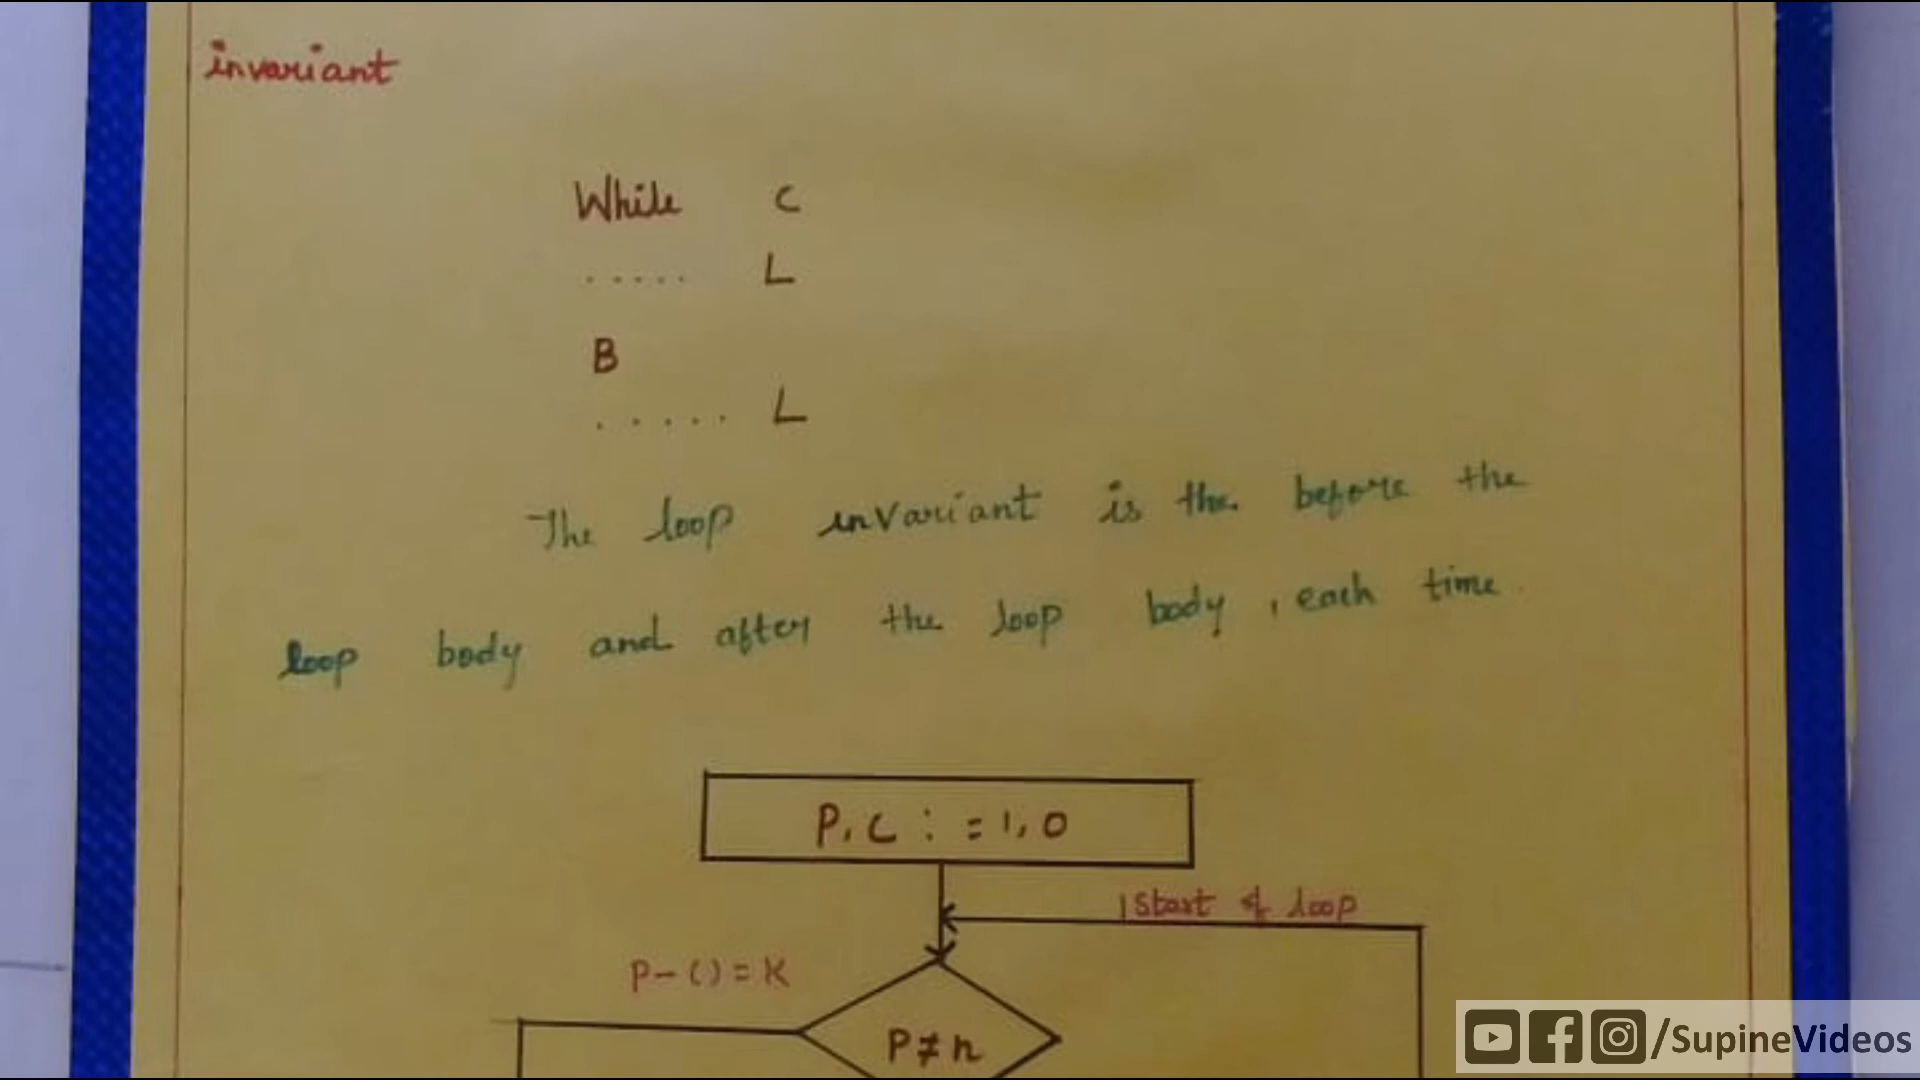 invariant
While C
..... L
B
..... L
The loop invariant is the before the
loop body and after the loop body, each time
P, C : = 1, 0
start of loop
P - C) = K
P ≠ n
/SupineVideos